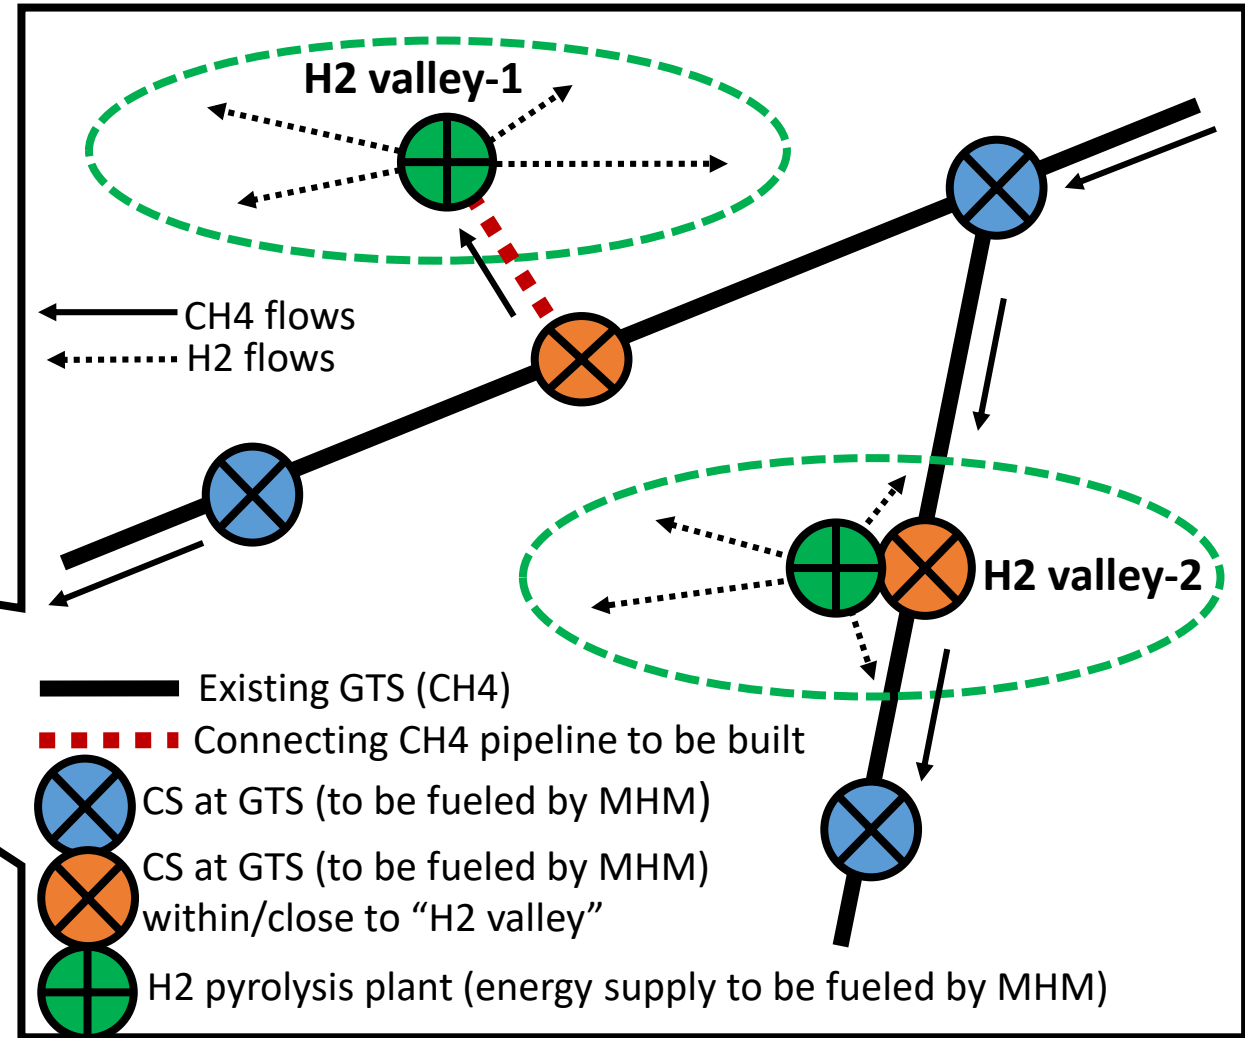 H2 valley-1
CH4 flows
H2 flows
H2 valley-2
Existing GTS (CH4)
Connecting CH4 pipeline to be built
CS at GTS (to be fueled by MHM)
CS at GTS (to be fueled by MHM)
within/close to “H2 valley”
H2 pyrolysis plant (energy supply to be fueled by MHM)